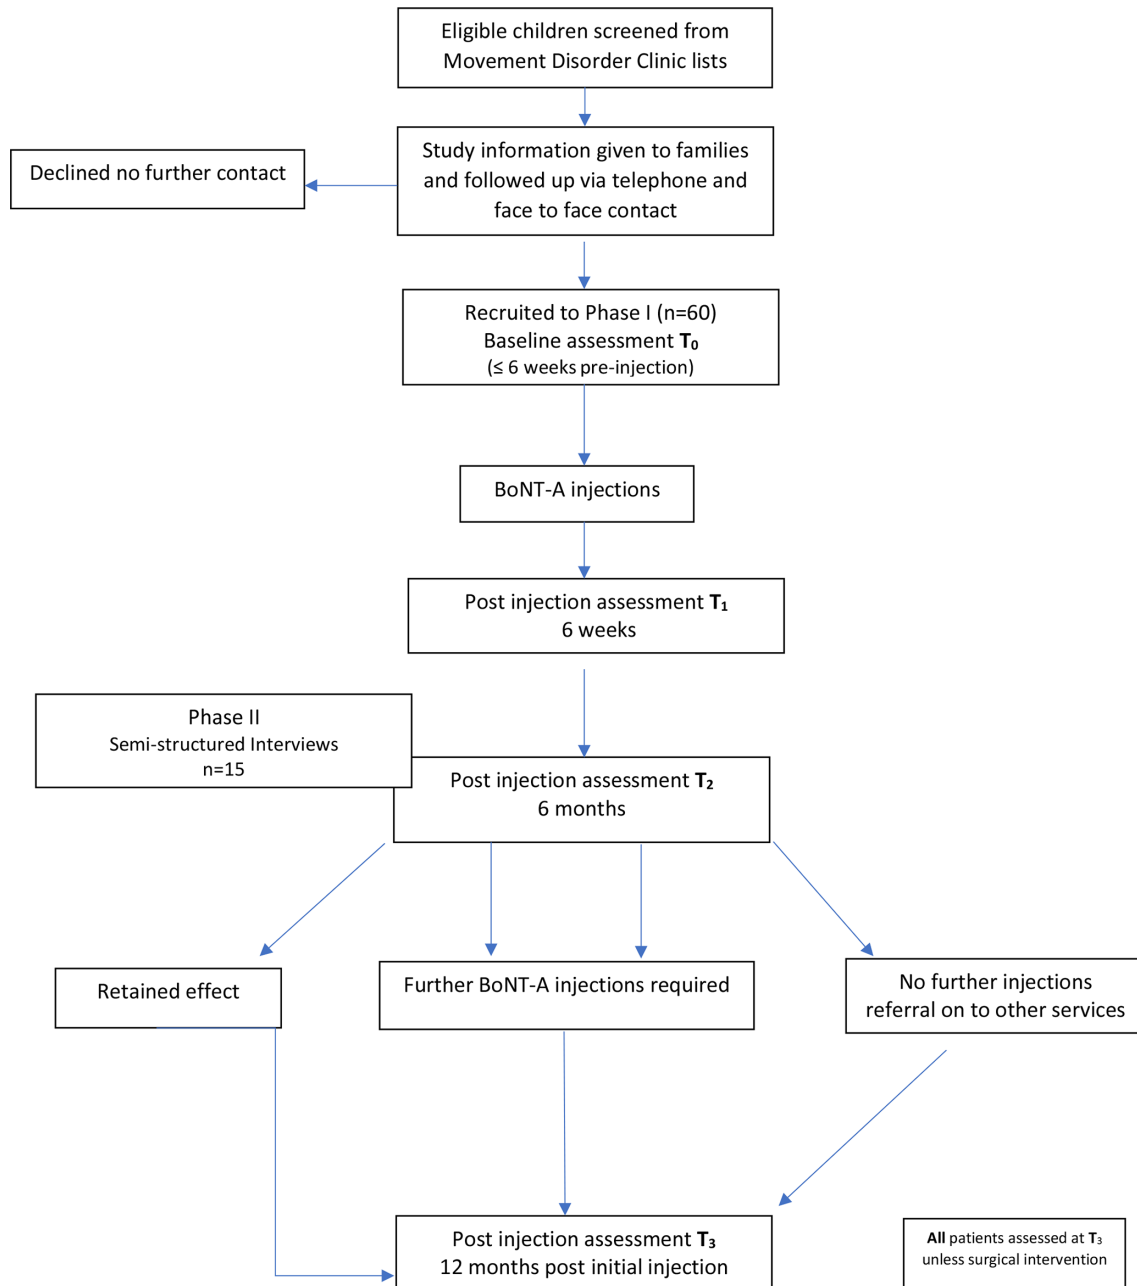 Eligible children screened from
Movement Disorder Clinic lists
Declined no further contact
Study information given to families
and followed up via telephone and
face to face contact
Recruited to Phase I (n=60)
Baseline assessment T₀
(≤ 6 weeks pre-injection)
BoNT-A injections
Post injection assessment T₁
6 weeks
Phase II
Semi-structured Interviews
n=15
Post injection assessment T₂
6 months
Retained effect
Further BoNT-A injections required
No further injections
referral on to other services
Post injection assessment T₃
12 months post initial injection
All patients assessed at T₃
unless surgical intervention